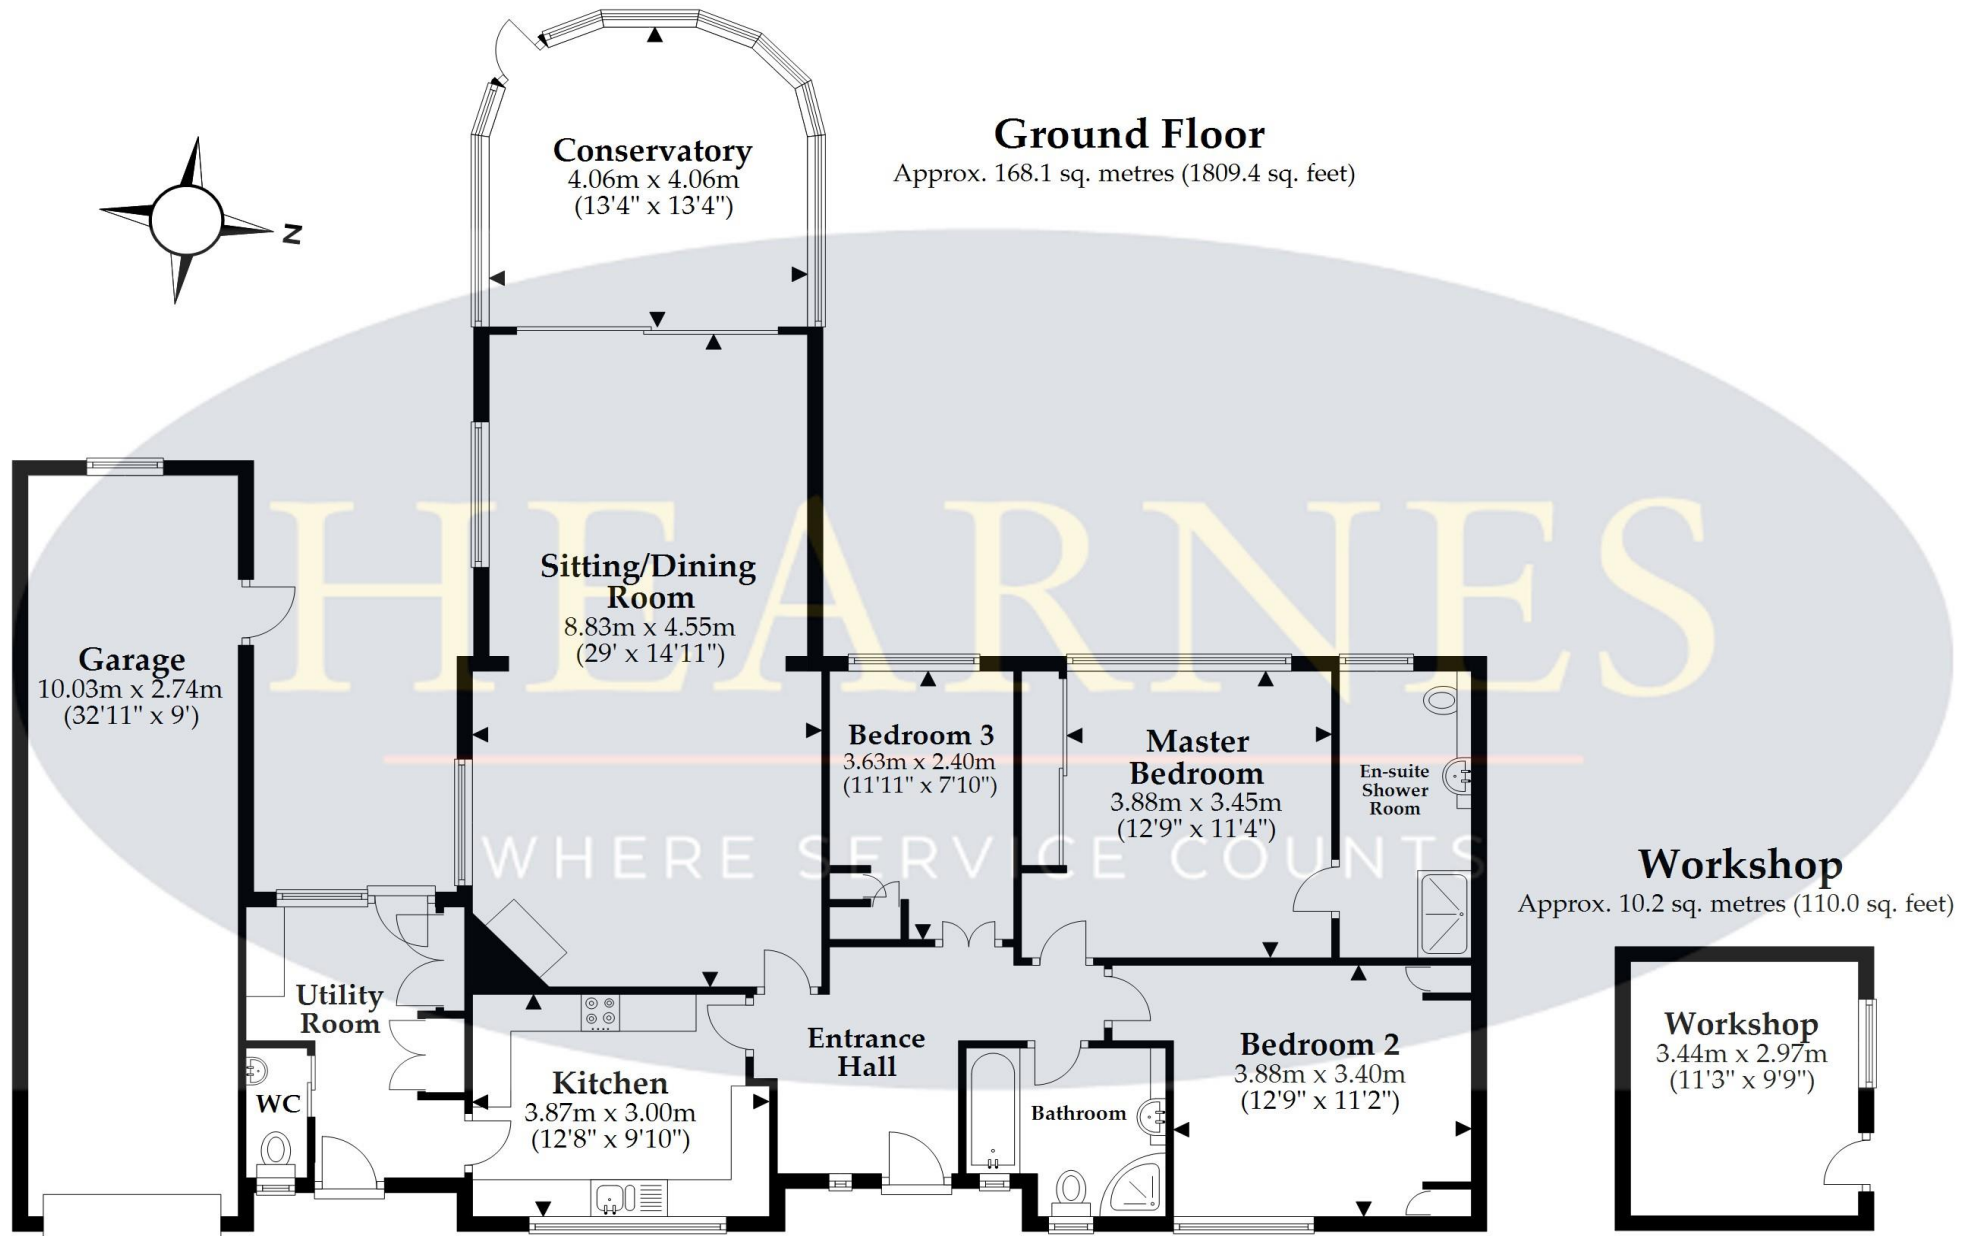 Ground Floor
Approx. 168.1 sq. metres (1809.4 sq. feet)
Conservatory
4.06m x 4.06m
(13'4" x 13'4")
N
Sitting/Dining
Room
8.83m x 4.55m
(29' x 14'11")
Garage
10.03m x 2.74m
(32'11" x 9')
HEARNES
WHERE SERVICE COUNTS
Bedroom 3
3.63m x 2.40m
(11'11" x 7'10")
Master
Bedroom
3.88m x 3.45m
(12'9" x 11'4")
En-suite
Shower
Room
Utility
Room
WC
Kitchen
3.87m x 3.00m
(12'8" x 9'10")
Entrance
Hall
Bathroom
Bedroom 2
3.88m x 3.40m
(12'9" x 11'2")
Workshop
Approx. 10.2 sq. metres (110.0 sq. feet)
Workshop
3.44m x 2.97m
(11'3" x 9'9")